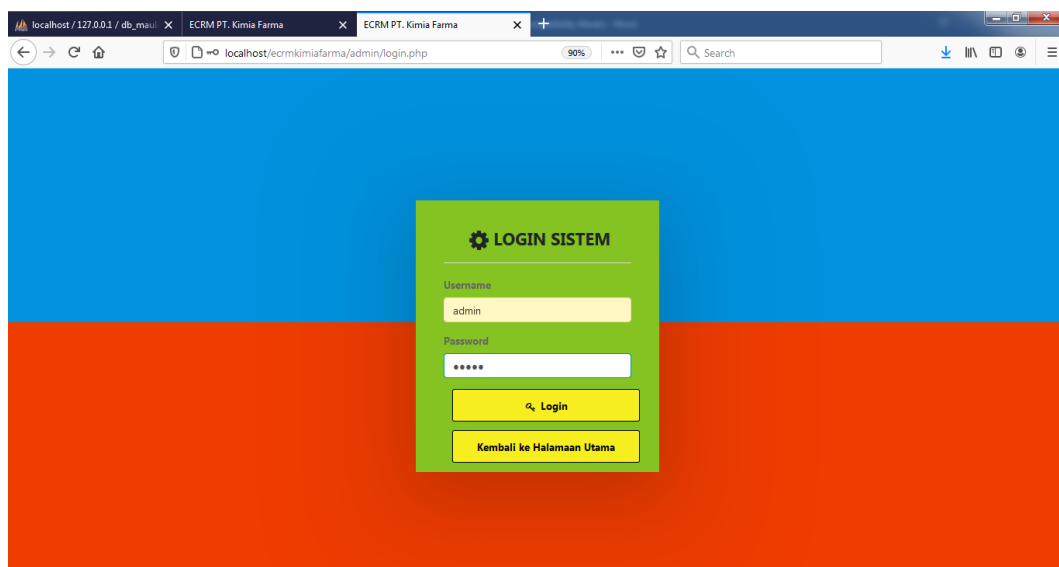 localhost / 127.0.0.1 / db_maul
ECRM PT. Kimia Farma
ECRM PT. Kimia Farma
localhost/ecrmkimiafarma/admin/login.php
90%
Search
LOGIN SISTEM
Username
admin
Password
•••••
Login
Kembali ke Halamaan Utama